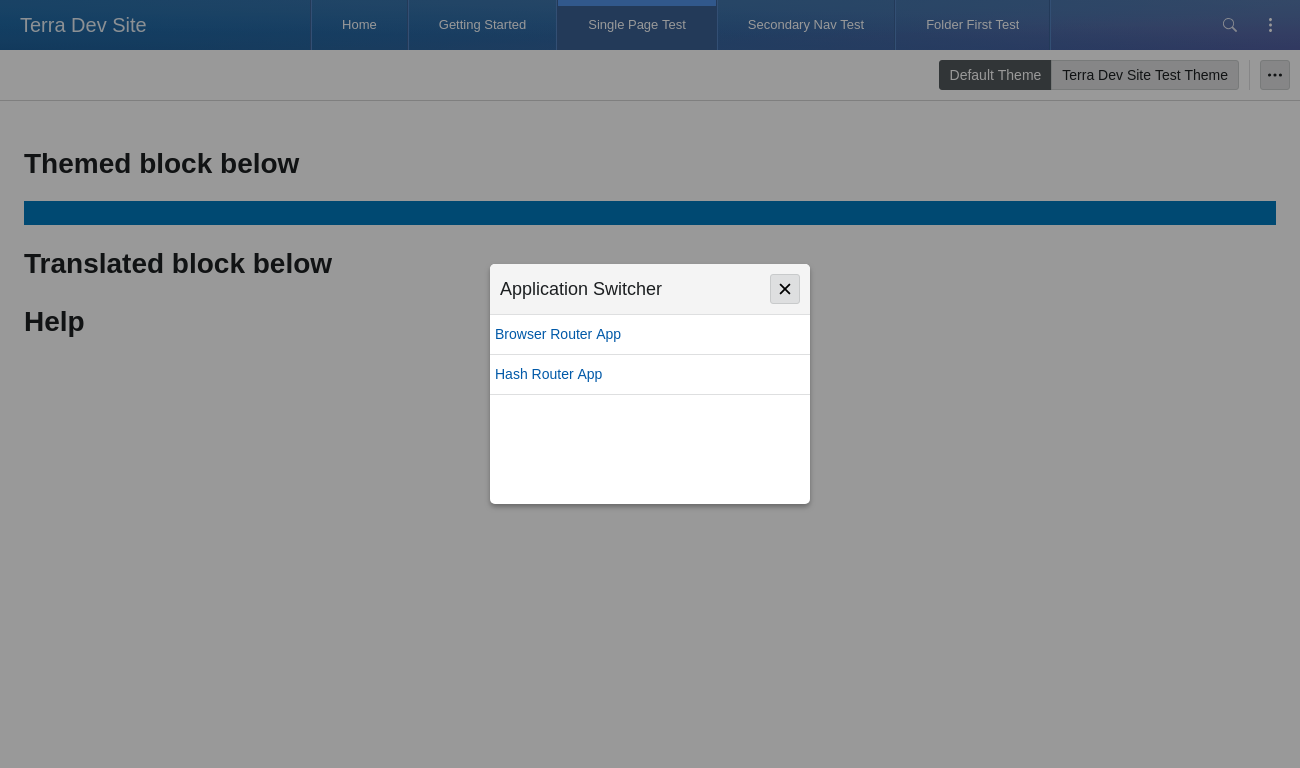 Terra Dev Site
Home
Getting Started
Single Page Test
Secondary Nav Test
Folder First Test
Default Theme
Terra Dev Site Test Theme
Themed block below
Translated block below
Help
Application Switcher
Browser Router App
Hash Router App